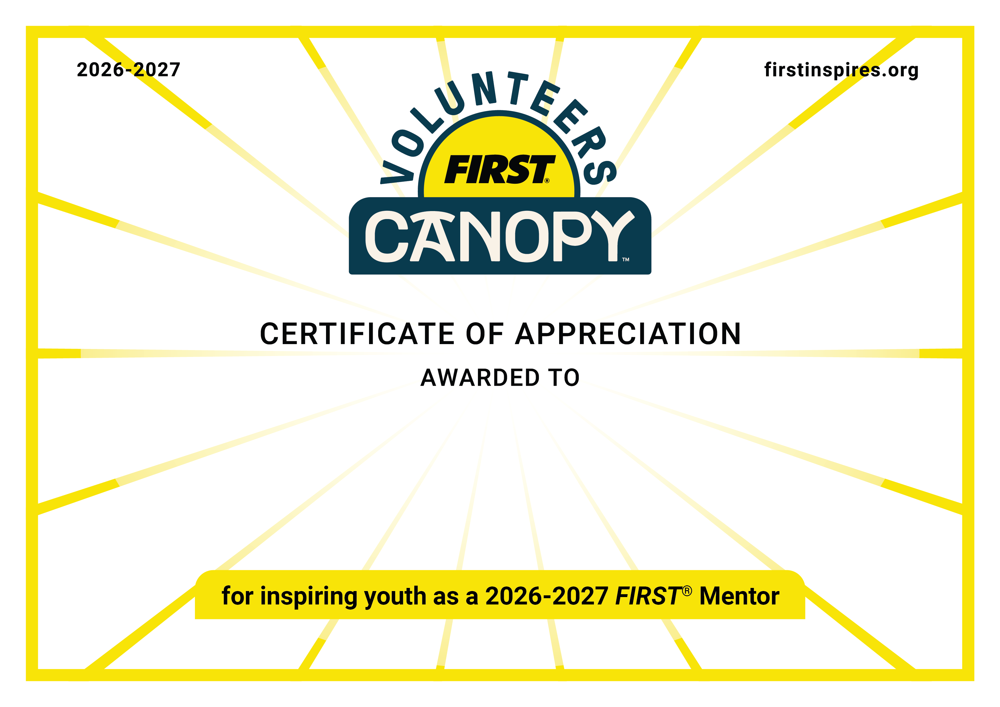 2026-2027
firstinspires.org
VOLUNTEERS
FIRST®
CANOPY™
CERTIFICATE OF APPRECIATION
AWARDED TO
for inspiring youth as a 2026-2027 FIRST® Mentor